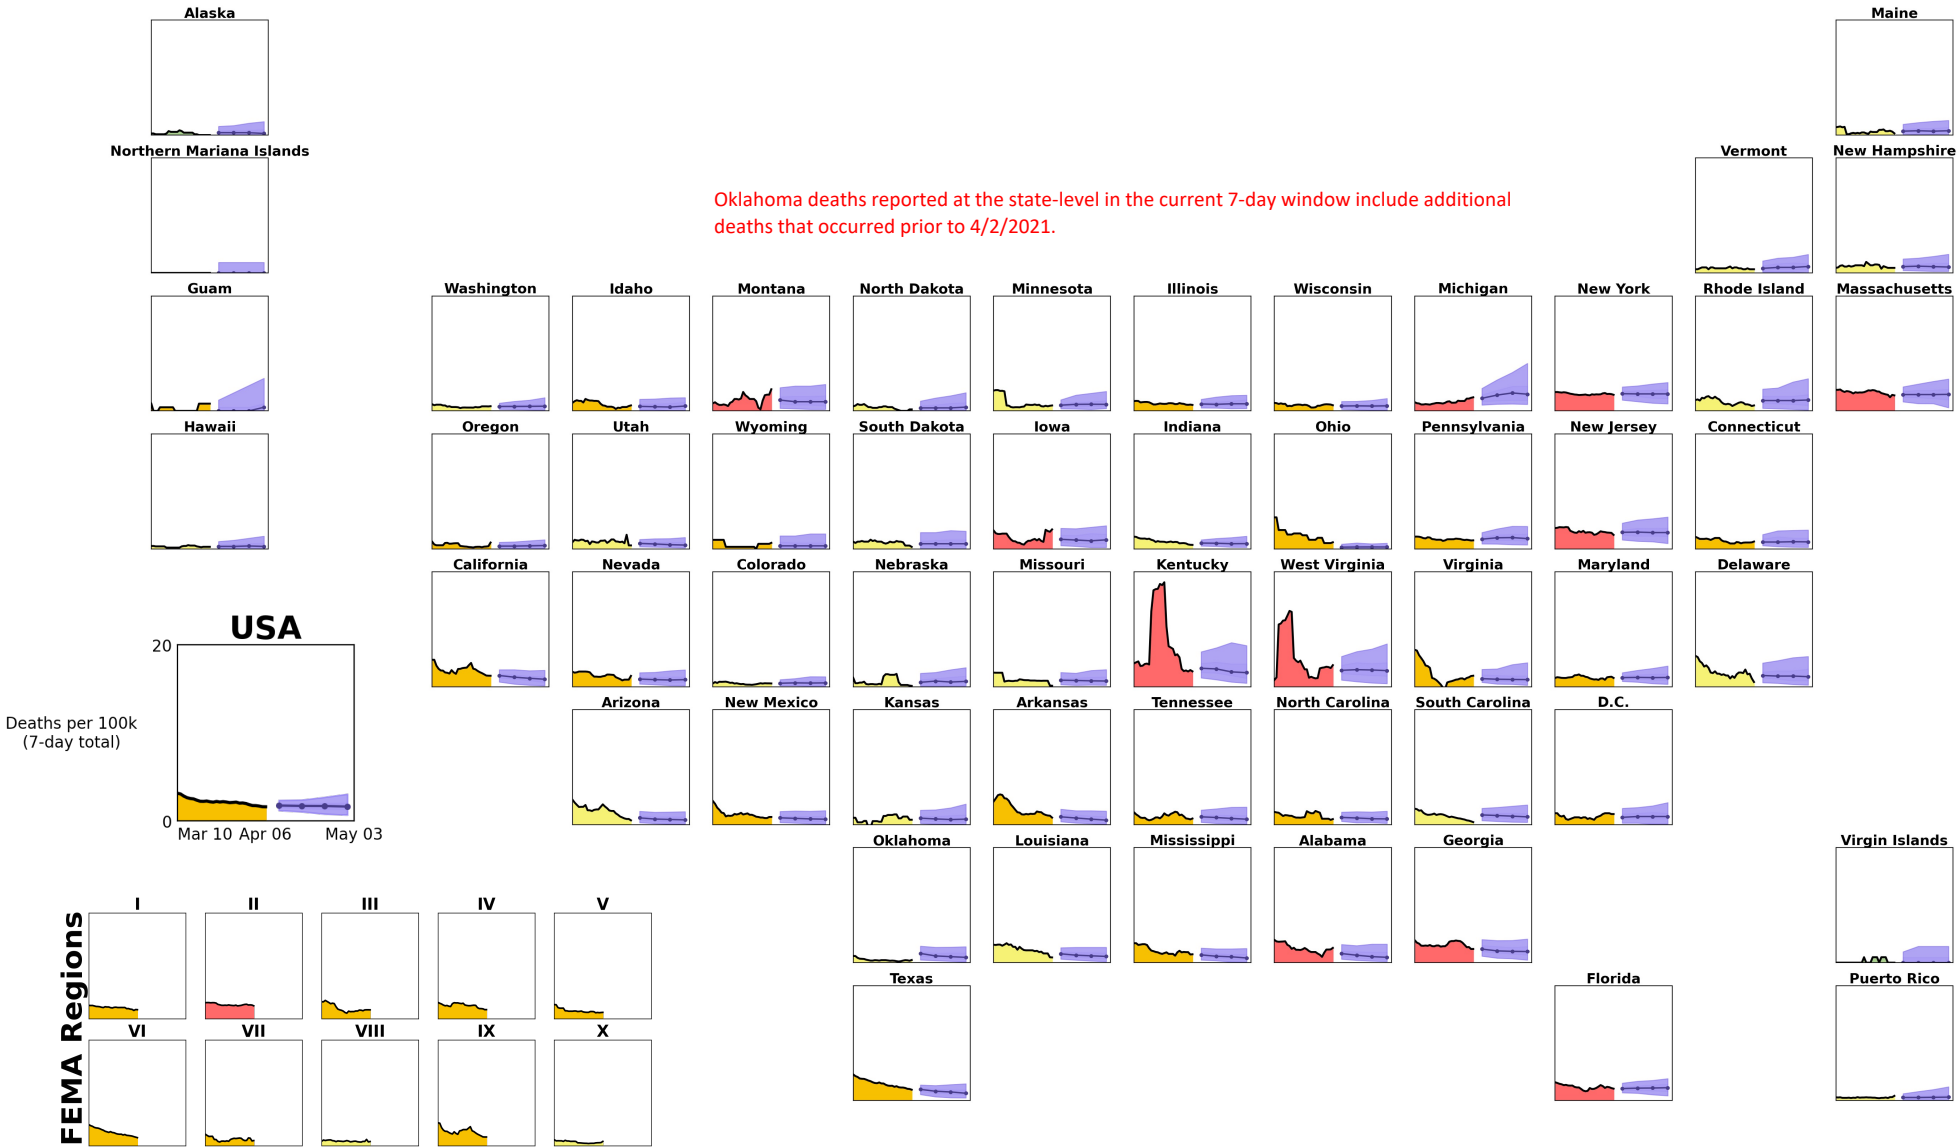 Alaska
Maine
Northern Mariana Islands
Vermont
New Hampshire
Oklahoma deaths reported at the state-level in the current 7-day window include additional
deaths that occurred prior to 4/2/2021.
Guam
Washington
Idaho
Montana
North Dakota
Minnesota
Illinois
Wisconsin
Michigan
New York
Rhode Island
Massachusetts
Hawaii
Oregon
Utah
Wyoming
South Dakota
Iowa
Indiana
Ohio
Pennsylvania
New Jersey
Connecticut
California
Nevada
Colorado
Nebraska
Missouri
Kentucky
West Virginia
Virginia
Maryland
Delaware
USA
20
Deaths per 100k
(7-day total)
0
Mar 10
Apr 06
May 03
Arizona
New Mexico
Kansas
Arkansas
Tennessee
North Carolina
South Carolina
D.C.
Oklahoma
Louisiana
Mississippi
Alabama
Georgia
Virgin Islands
Texas
Florida
Puerto Rico
FEMA Regions
I
II
III
IV
V
VI
VII
VIII
IX
X